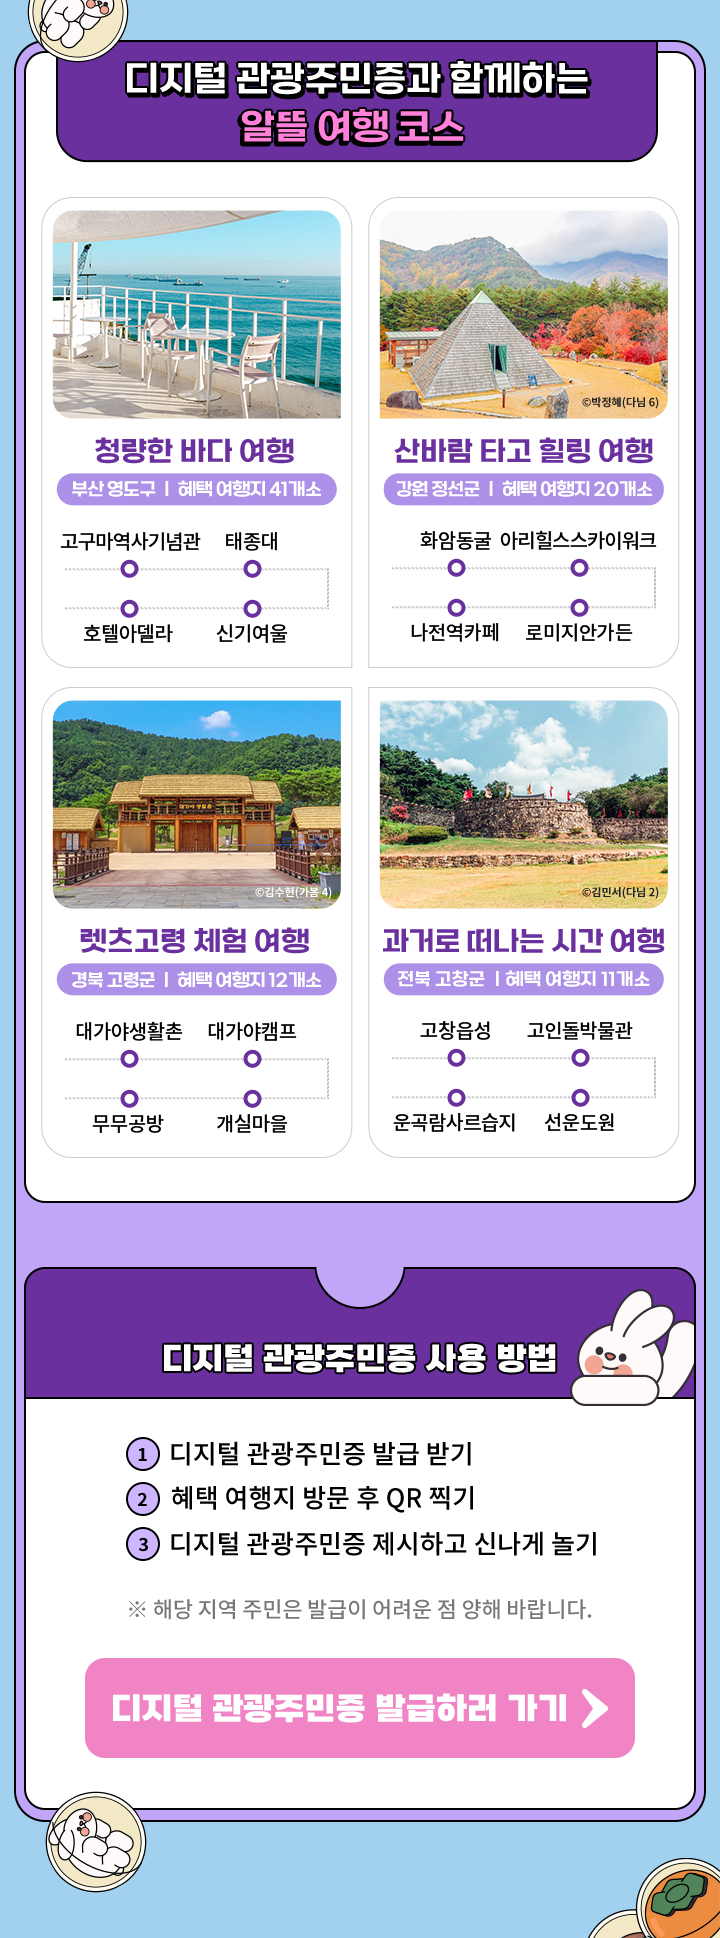 디지털 관광주민증과 함께하는
알뜰 여행 코스
청량한 바다 여행
부산 영도구 | 혜택 여행지 41개소
고구마역사기념관 태종대
호텔아델라 신기여울
©박정혜(다님 6)
산바람 타고 힐링 여행
강원 정선군 | 혜택 여행지 20개소
화암동굴 아리힐스스카이워크
나전역카페 로미지안가든
대가야생활촌
©김수현(가봄 4)
렛츠고령 체험 여행
경북 고령군 | 혜택 여행지 12개소
대가야생활촌 대가야캠프
무무공방 개실마을
©김민서(다님 2)
과거로 떠나는 시간 여행
전북 고창군 | 혜택 여행지 11개소
고창읍성 고인돌박물관
운곡람사르습지 선운도원
디지털 관광주민증 사용 방법
1 디지털 관광주민증 발급 받기
2 혜택 여행지 방문 후 QR 찍기
3 디지털 관광주민증 제시하고 신나게 놀기
※ 해당 지역 주민은 발급이 어려운 점 양해 바랍니다.
디지털 관광주민증 발급하러 가기